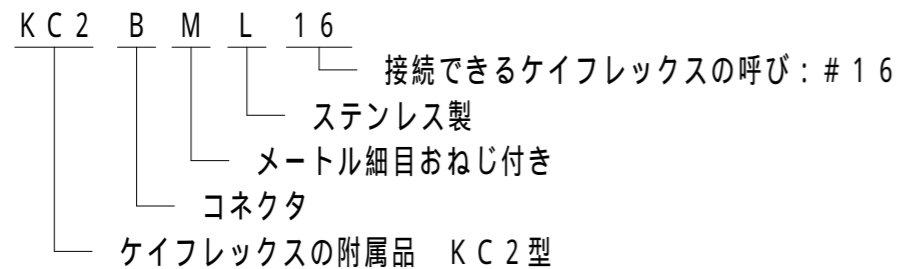 KC2 B M L 16
接続できるケイフレックスの呼び:#16
ステンレス製
メートル細目おねじ付き
コネクタ
ケイフレックスの附属品 KC2型